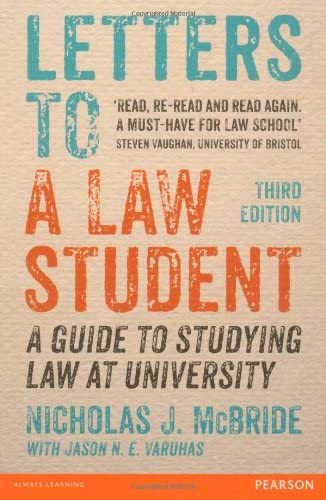 LETTERS
TO
'READ, RE-READ AND READ AGAIN.
A MUST-HAVE FOR LAW SCHOOL'
STEVEN VAUGHAN, UNIVERSITY OF BRISTOL
A LAW
THIRD
EDITION
STUDENT
A GUIDE TO STUDYING
LAW AT UNIVERSITY
NICHOLAS J. McBRIDE
WITH JASON N. E. VARUHAS
ALWAYS LEARNING
PEARSON